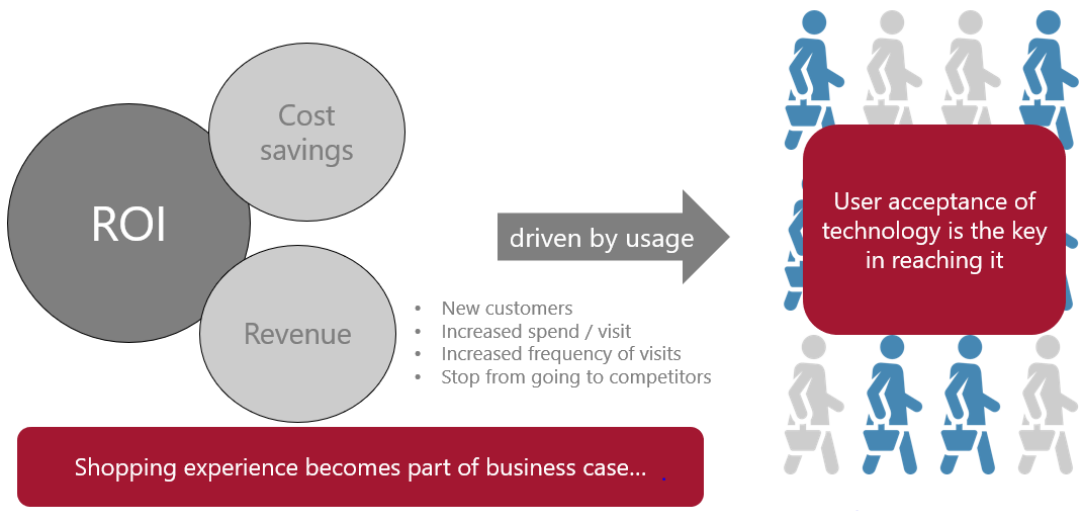 ROI
Cost
savings
Revenue
driven by usage
• New customers
• Increased spend / visit
• Increased frequency of visits
• Stop from going to competitors
User acceptance of
technology is the key
in reaching it
Shopping experience becomes part of business case...